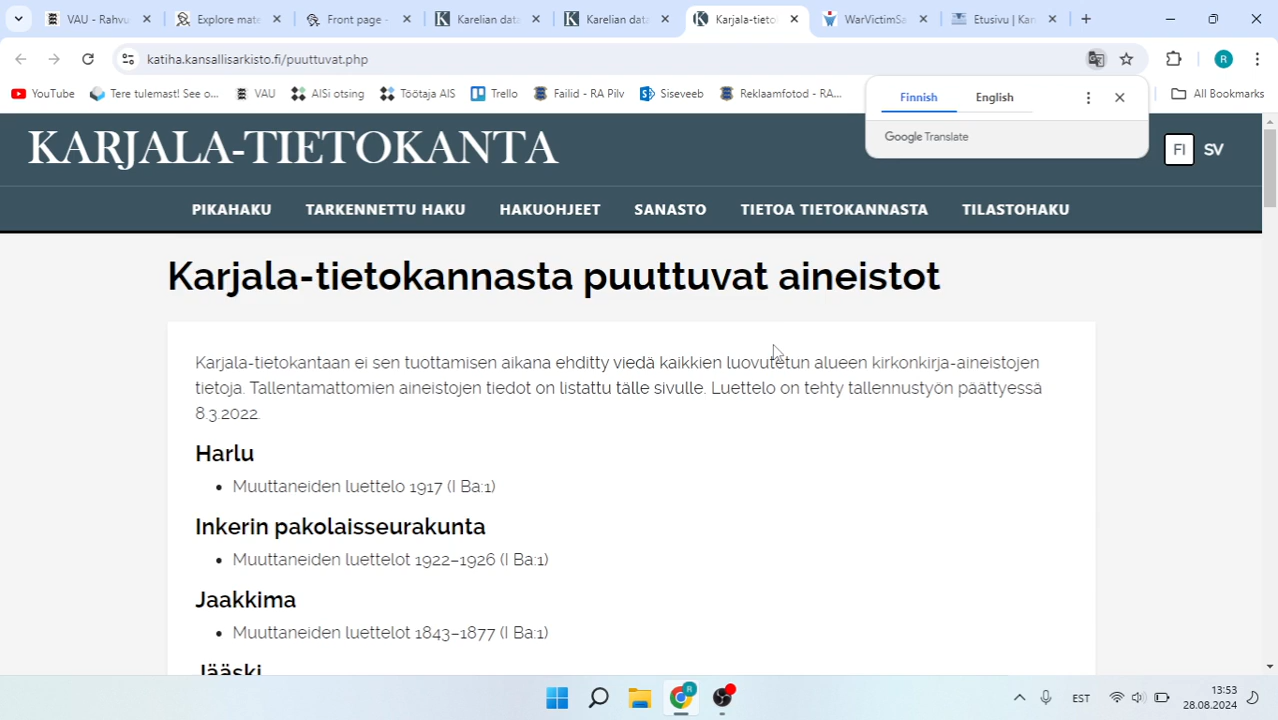 VAU - Rahvu
Explore mate
Front page -
Karelian data
Karelian data
Karjala-tieto
WarVictimSa
Etusivu | Kan
katiha.kansallisarkisto.fi/puuttuvat.php
YouTube
Tere tulemast! See o...
VAU
AISi otsing
Töötaja AIS
Trello
Failid - RA Pilv
Siseveeb
Reklaamfotod - RA...
All Bookmarks
Finnish
English
Google Translate
KARJALA-TIETOKANTA
FI
SV
PIKAHAKU
TARKENNETTU HAKU
HAKUOHJEET
SANASTO
TIETOA TIETOKANNASTA
TILASTOHAKU
Karjala-tietokannasta puuttuvat aineistot
Karjala-tietokantaan ei sen tuottamisen aikana ehditty viedä kaikkien luovutetun alueen kirkonkirja-aineistojen
tietoja. Tallentamattomien aineistojen tiedot on listattu tälle sivulle. Luettelo on tehty tallennustyön päättyessä
8.3.2022.
Harlu
• Muuttaneiden luettelo 1917 (I Ba:1)
Inkerin pakolaisseurakunta
• Muuttaneiden luettelot 1922–1926 (I Ba:1)
Jaakkima
• Muuttaneiden luettelot 1843–1877 (I Ba:1)
Jääski
EST
13:53
28.08.2024